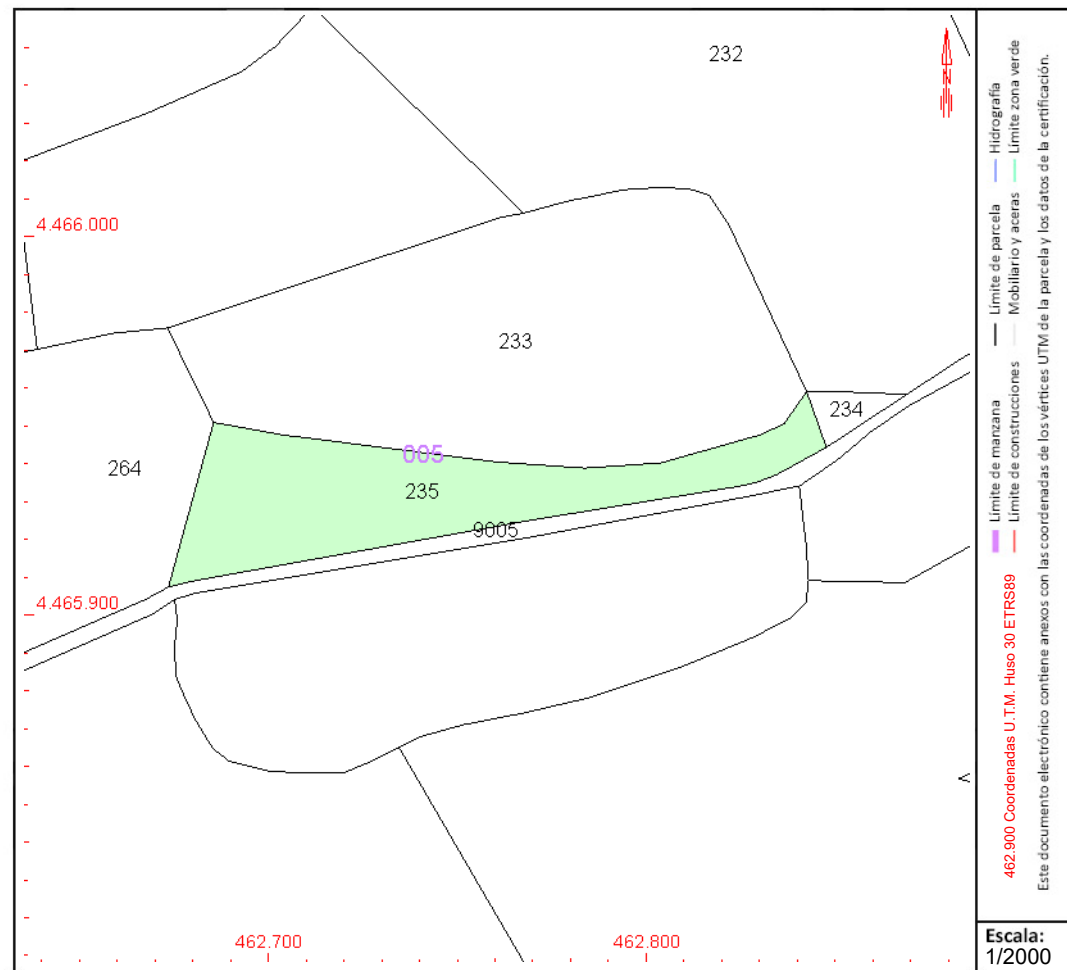 232
4.466.000
233
234
005
264
235
9005
4.465.900
462.700
462.800
N
Límite de manzana
Límite de parcela
Hidrografía
Límite de construcciones
Mobiliario y aceras
Límite zona verde
462.900 Coordenadas U.T.M. Huso 30 ETRS89
Este documento electrónico contiene anexos con las coordenadas de los vértices UTM de la parcela y los datos de la certificación.
Escala:
1/2000